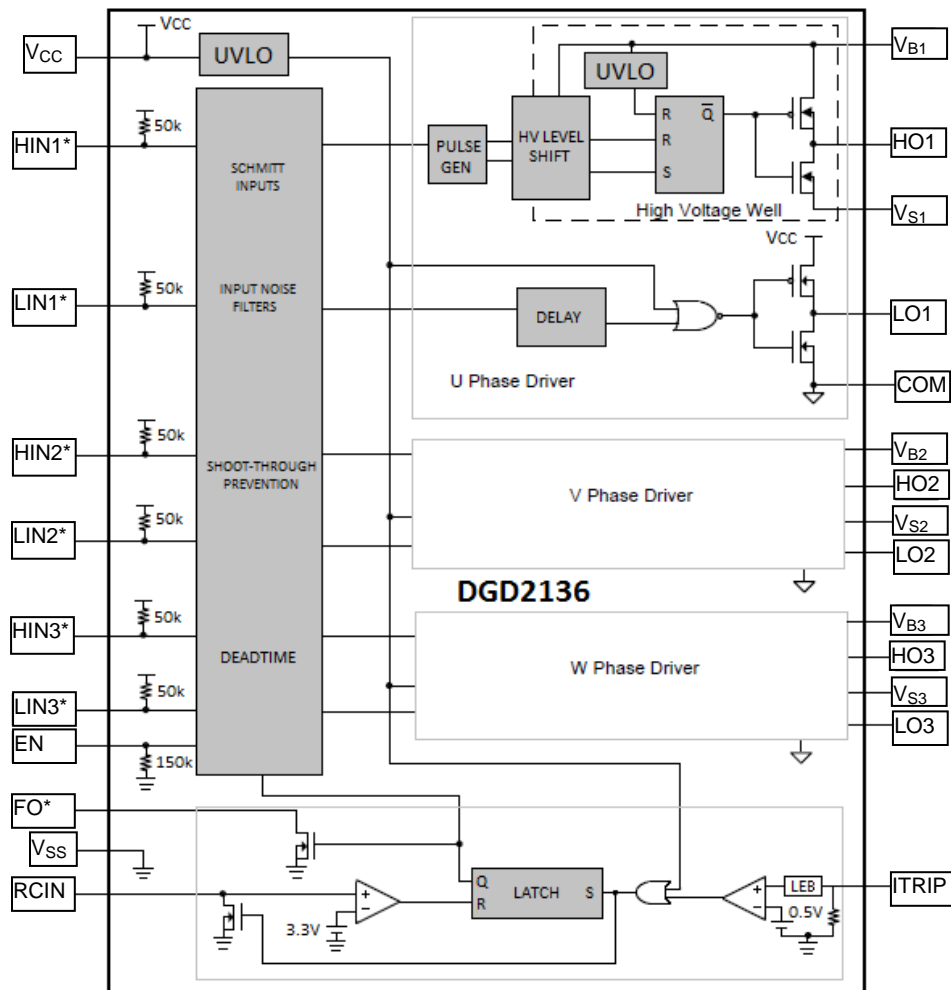 VCC
VCC
UVLO
VB1
UVLO
50k
HIN1*
PULSE GEN
HV LEVEL SHIFT
R
Q̅
R
S
HO1
SCHMITT INPUTS
High Voltage Well
VS1
VCC
50k
LIN1*
INPUT NOISE FILTERS
DELAY
LO1
U Phase Driver
COM
50k
HIN2*
SHOOT-THROUGH PREVENTION
VB2
HO2
V Phase Driver
50k
LIN2*
VS2
LO2
DGD2136
50k
HIN3*
DEADTIME
VB3
HO3
W Phase Driver
50k
LIN3*
VS3
LO3
EN
150k
FO*
VSS
RCIN
+
−
3.3V
Q
R
LATCH
S
+
−
LEB
0.5V
ITRIP